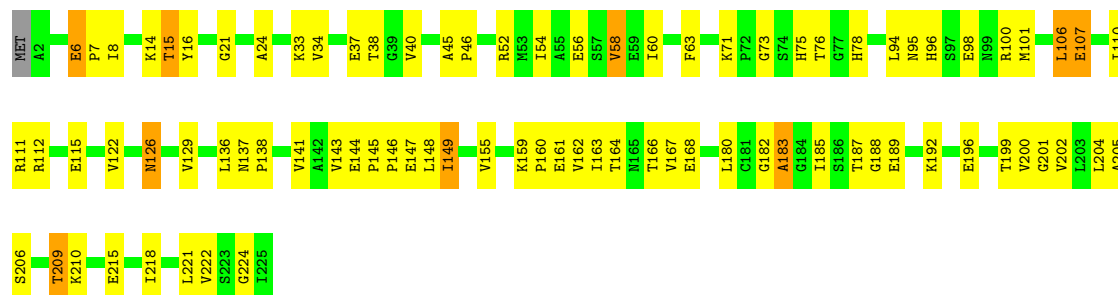 MET A2 E6 P7 I8 K14 T15 Y16 G21 A24 K33 V34 E37 T38 G39 V40 A45 P46 R52 M53 I54 A55 E56 S57 V58 E59 I60 F63 K71 P72 G73 S74 H75 T76 G77 H78 L94 N95 H96 S97 E98 N99 R100 M101 L106 E107
R111 R112 E115 V122 N126 V129 L136 N137 P138 V141 A142 V143 E144 P145 P146 E147 L148 I149 V155 K159 P160 E161 V162 I163 T164 N165 T166 V167 E168 L180 C181 G182 A183 G184 I185 S186 T187 G188 E189 K192 E196 T199 V200 G201 V202 L203 L204 A205
S206 T209 K210 E215 I218 L221 V222 S223 G224 I225